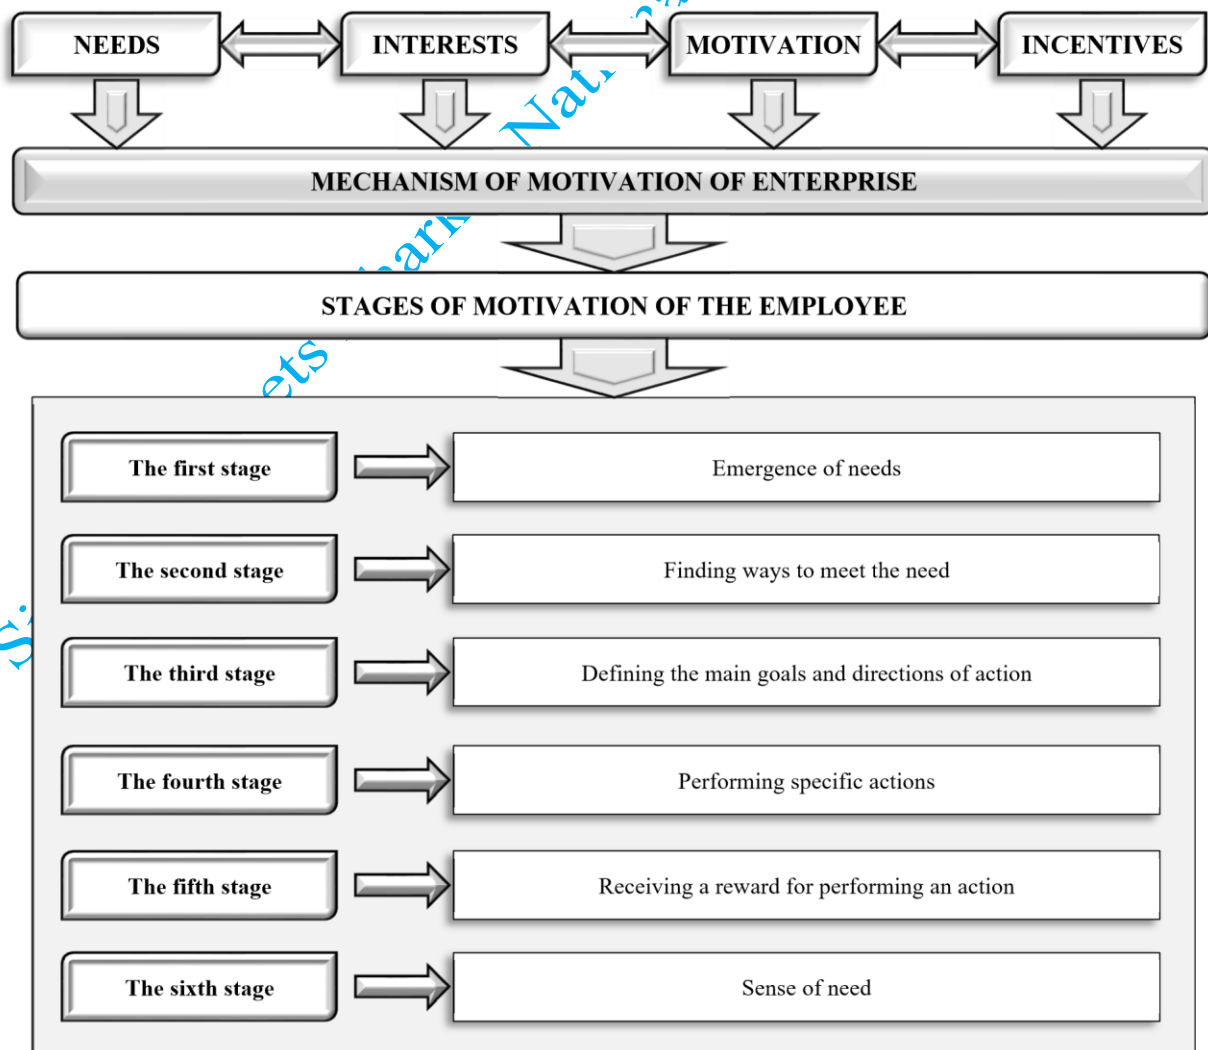 NEEDS
INTERESTS
MOTIVATION
INCENTIVES
MECHANISM OF MOTIVATION OF ENTERPRISE
STAGES OF MOTIVATION OF THE EMPLOYEE
The first stage
Emergence of needs
The second stage
Finding ways to meet the need
The third stage
Defining the main goals and directions of action
The fourth stage
Performing specific actions
The fifth stage
Receiving a reward for performing an action
The sixth stage
Sense of need